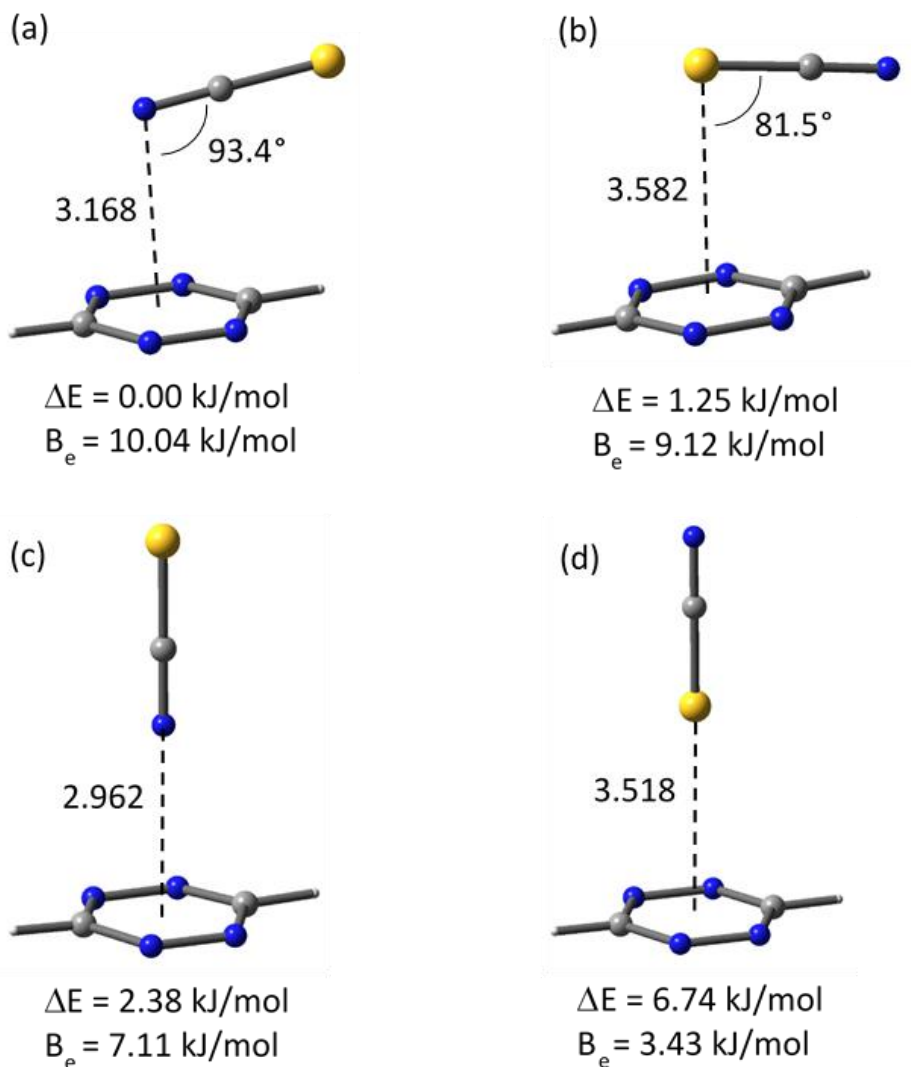 (a)
93.4°
3.168
ΔE = 0.00 kJ/mol
Be = 10.04 kJ/mol
(b)
81.5°
3.582
ΔE = 1.25 kJ/mol
Be = 9.12 kJ/mol
(c)
2.962
ΔE = 2.38 kJ/mol
Be = 7.11 kJ/mol
(d)
3.518
ΔE = 6.74 kJ/mol
Be = 3.43 kJ/mol